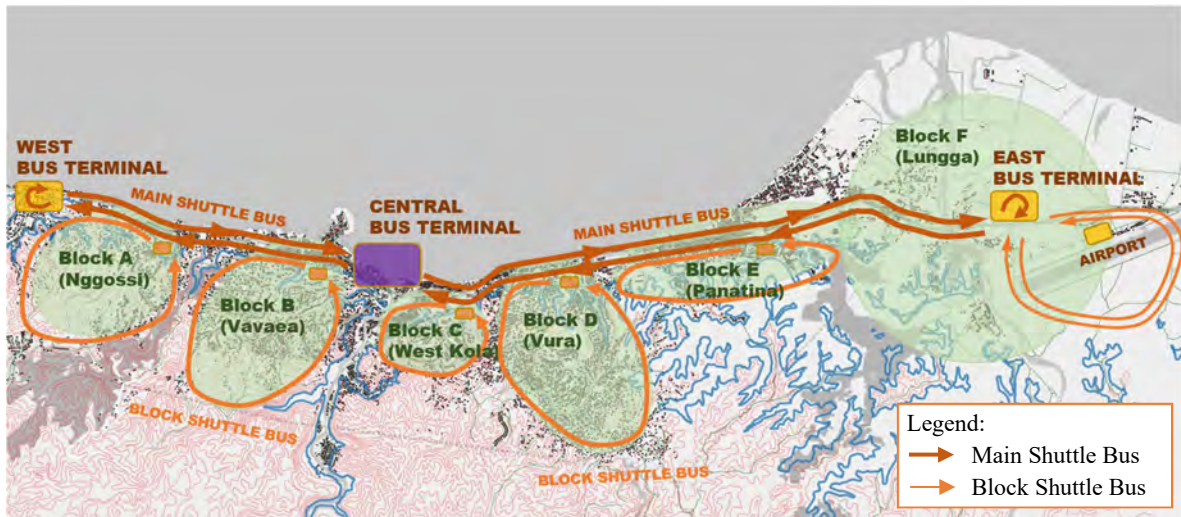 WEST
BUS TERMINAL
MAIN SHUTTLE BUS
CENTRAL
BUS TERMINAL
MAIN SHUTTLE BUS
Block F
(Lungga)
EAST
BUS TERMINAL
AIRPORT
Block A
(Nggossi)
Block B
(Vavaea)
Block C
(West Kola)
Block D
(Vura)
Block E
(Panatina)
BLOCK SHUTTLE BUS
BLOCK SHUTTLE BUS
Legend:
Main Shuttle Bus
Block Shuttle Bus